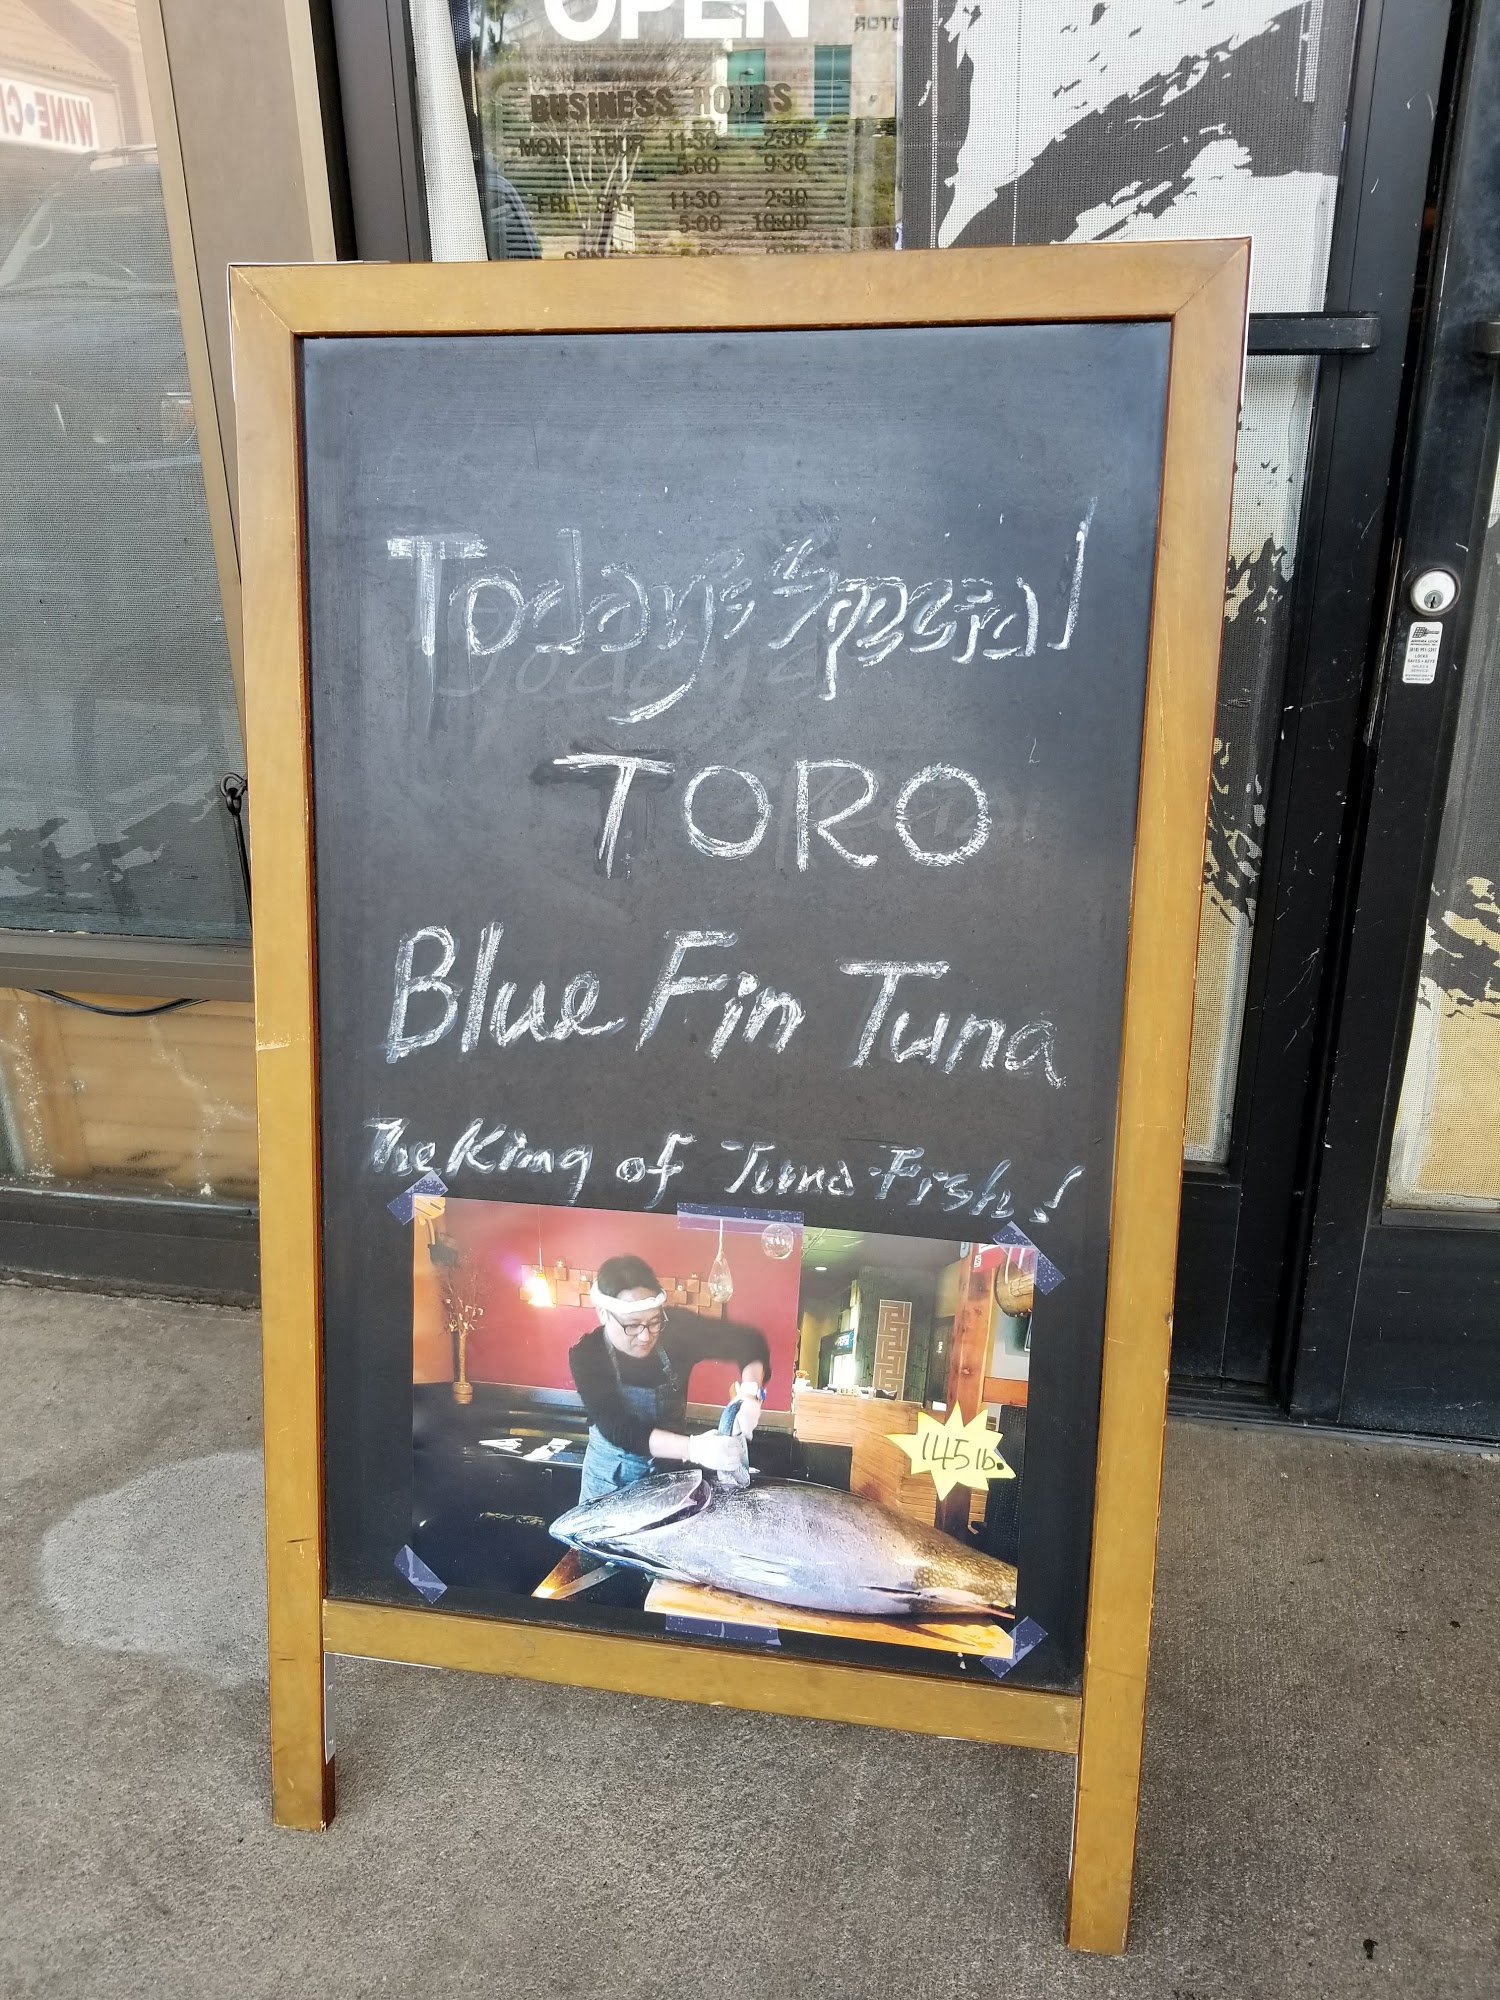 OPEN
BUSINESS HOURS
MON THUR 11:30 2:30
5:00 9:30
FRI SAT 11:30 2:30
5:00 10:00
WINE
Today's Special
TORO
Blue Fin Tuna
The King of Tuna Fish!
145 lb.